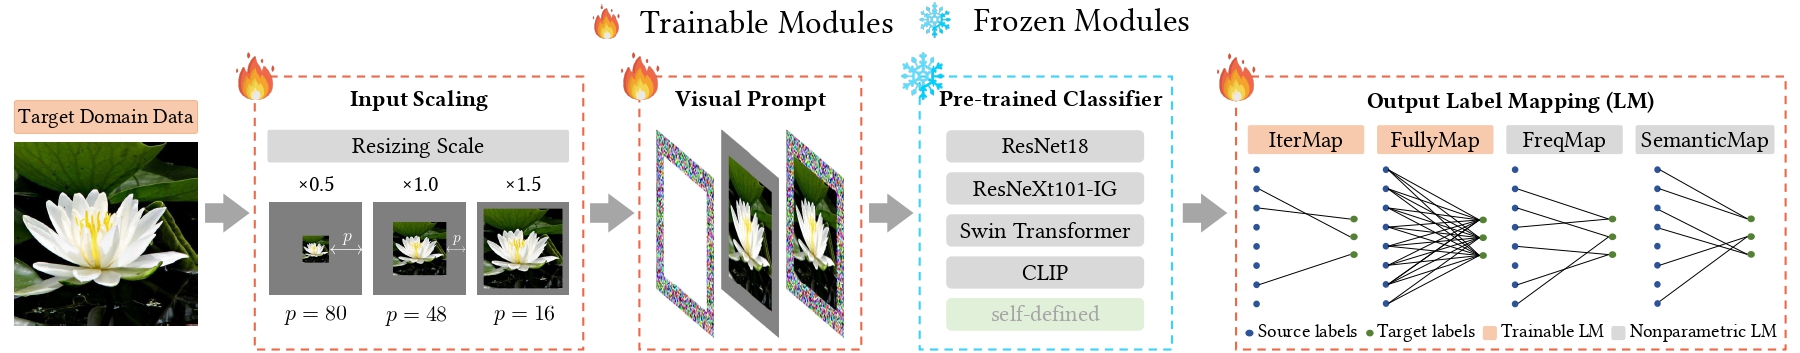 Trainable Modules
Frozen Modules
Target Domain Data
Input Scaling
Resizing Scale
×0.5
×1.0
×1.5
p
p
p = 80
p = 48
p = 16
Visual Prompt
Pre-trained Classifier
ResNet18
ResNeXt101-IG
Swin Transformer
CLIP
self-defined
Output Label Mapping (LM)
IterMap
FullyMap
FreqMap
SemanticMap
Source labels
Target labels
Trainable LM
Nonparametric LM